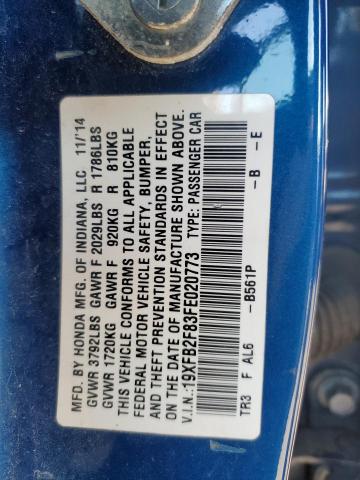 MFD. BY HONDA MFG. OF INDIANA, LLC 11/'14
GVWR 3792LBS GAWR F 2029LBS R 1786LBS
GVWR 1720KG GAWR F 920KG R 810KG
THIS VEHICLE CONFORMS TO ALL APPLICABLE
FEDERAL MOTOR VEHICLE SAFETY, BUMPER,
AND THEFT PREVENTION STANDARDS IN EFFECT
ON THE DATE OF MANUFACTURE SHOWN ABOVE.
V.I.N.:19XFB2F83FE020773 TYPE: PASSENGER CAR
TR3 F AL6 -B561P -B -E